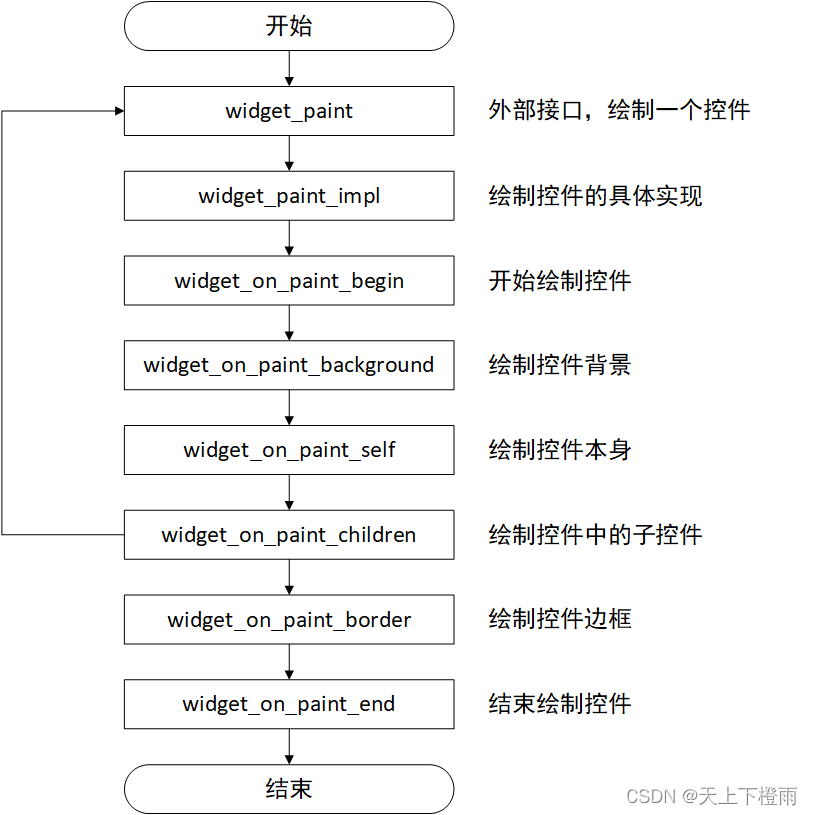 开始
widget_paint 外部接口，绘制一个控件
widget_paint_impl 绘制控件的具体实现
widget_on_paint_begin 开始绘制控件
widget_on_paint_background 绘制控件背景
widget_on_paint_self 绘制控件本身
widget_on_paint_children 绘制控件中的子控件
widget_on_paint_border 绘制控件边框
widget_on_paint_end 结束绘制控件
结束
CSDN @天上下橙雨